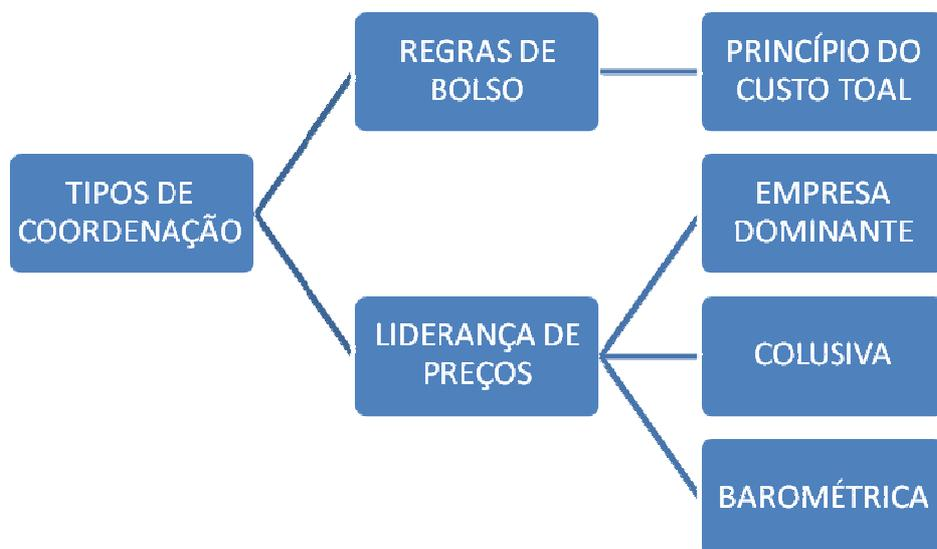 TIPOS DE
COORDENAÇÃO
REGRAS DE
BOLSO
PRINCÍPIO DO
CUSTO TOAL
LIDERANÇA DE
PREÇOS
EMPRESA
DOMINANTE
COLUSIVA
BAROMÉTRICA